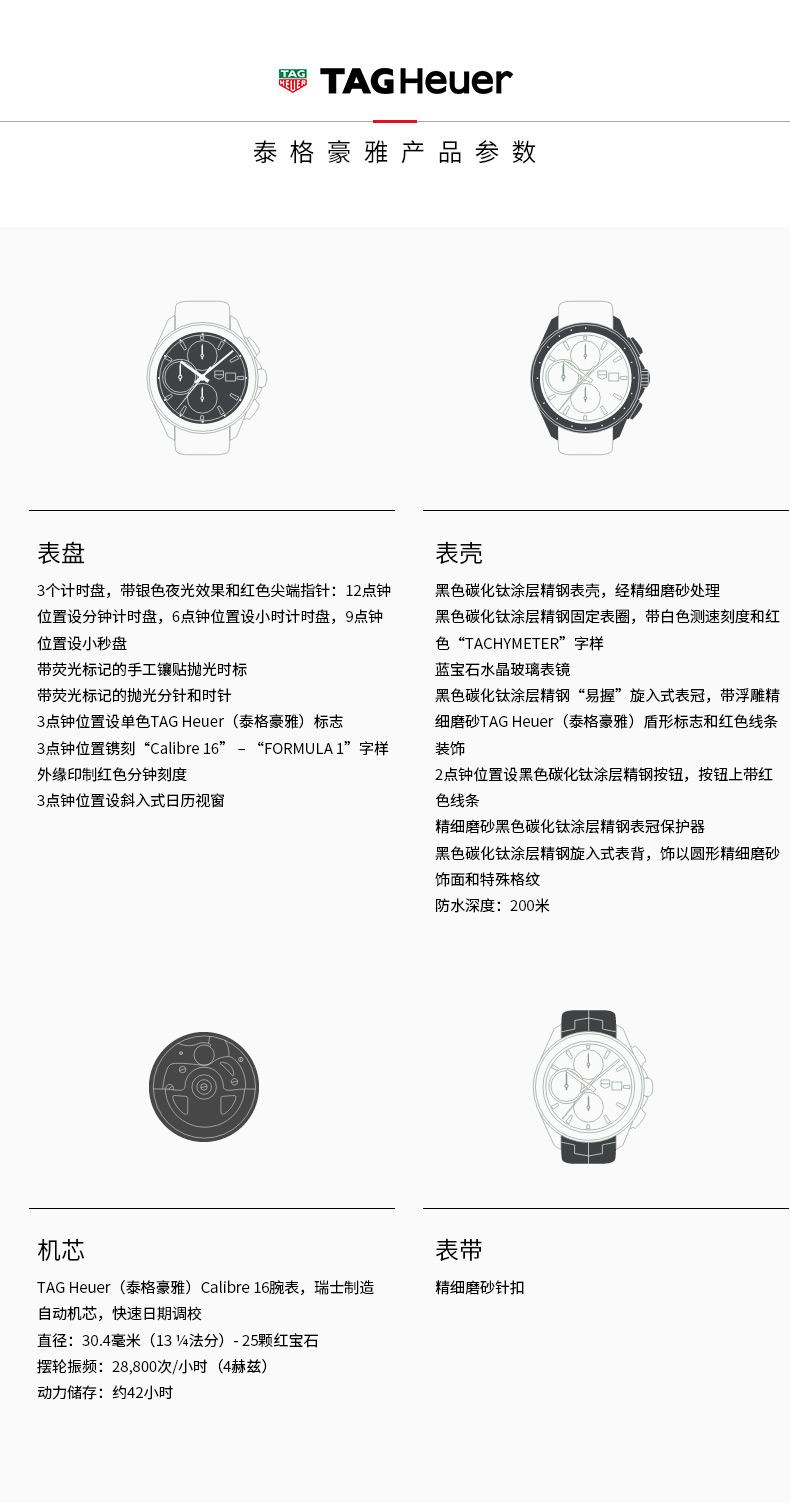 TAG
HEUER
TAGHeuer
泰格豪雅产品参数
表盘
3个计时盘，带银色夜光效果和红色尖端指针：12点钟
位置设分钟计时盘，6点钟位置设小时计时盘，9点钟
位置设小秒盘
带荧光标记的手工镶贴抛光时标
带荧光标记的抛光分针和时针
3点钟位置设单色TAG Heuer（泰格豪雅）标志
3点钟位置镌刻“Calibre 16” – “FORMULA 1”字样
外缘印制红色分钟刻度
3点钟位置设斜入式日历视窗
表壳
黑色碳化钛涂层精钢表壳，经精细磨砂处理
黑色碳化钛涂层精钢固定表圈，带白色测速刻度和红
色“TACHYMETER”字样
蓝宝石水晶玻璃表镜
黑色碳化钛涂层精钢“易握”旋入式表冠，带浮雕精
细磨砂TAG Heuer（泰格豪雅）盾形标志和红色线条
装饰
2点钟位置设黑色碳化钛涂层精钢按钮，按钮上带红
色线条
精细磨砂黑色碳化钛涂层精钢表冠保护器
黑色碳化钛涂层精钢旋入式表背，饰以圆形精细磨砂
饰面和特殊格纹
防水深度：200米
机芯
TAG Heuer（泰格豪雅）Calibre 16腕表，瑞士制造
自动机芯，快速日期调校
直径：30.4毫米（13 ¼法分）- 25颗红宝石
摆轮振频：28,800次/小时（4赫兹）
动力储存：约42小时
表带
精细磨砂针扣